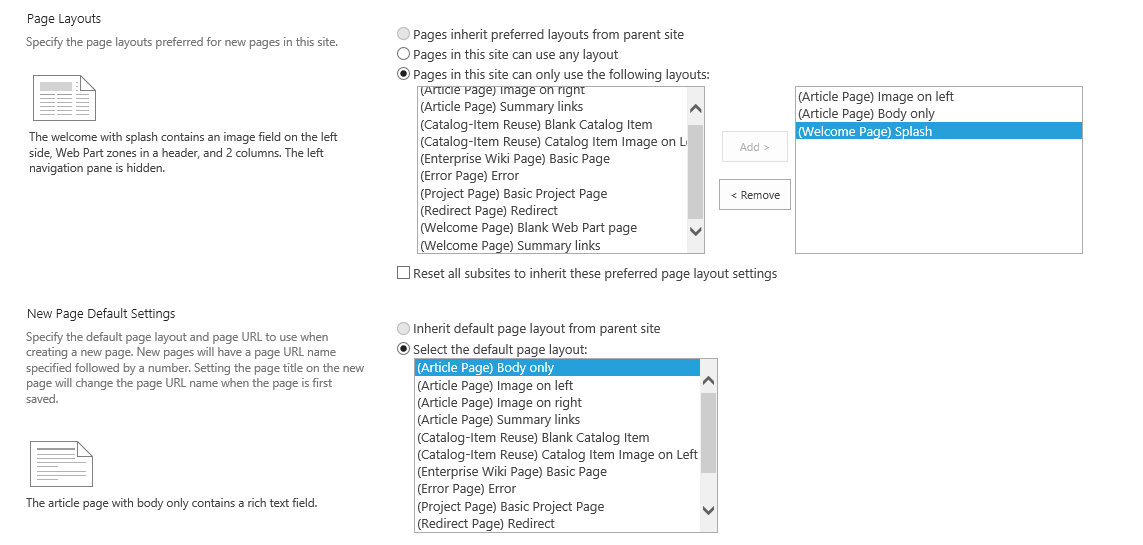 Page Layouts
Specify the page layouts preferred for new pages in this site.
The welcome with splash contains an image field on the left
side, Web Part zones in a header, and 2 columns. The left
navigation pane is hidden.
Pages inherit preferred layouts from parent site
Pages in this site can use any layout
Pages in this site can only use the following layouts:
(Article Page) Image on right
(Article Page) Summary links
(Catalog-Item Reuse) Blank Catalog Item
(Catalog-Item Reuse) Catalog Item Image on L
(Enterprise Wiki Page) Basic Page
(Error Page) Error
(Project Page) Basic Project Page
(Redirect Page) Redirect
(Welcome Page) Blank Web Part page
(Welcome Page) Summary links
Add >
< Remove
(Article Page) Image on left
(Article Page) Body only
(Welcome Page) Splash
Reset all subsites to inherit these preferred page layout settings
New Page Default Settings
Specify the default page layout and page URL to use when
creating a new page. New pages will have a page URL name
specified followed by a number. Setting the page title on the new
page will change the page URL name when the page is first
saved.
The article page with body only contains a rich text field.
Inherit default page layout from parent site
Select the default page layout:
(Article Page) Body only
(Article Page) Image on left
(Article Page) Image on right
(Article Page) Summary links
(Catalog-Item Reuse) Blank Catalog Item
(Catalog-Item Reuse) Catalog Item Image on Left
(Enterprise Wiki Page) Basic Page
(Error Page) Error
(Project Page) Basic Project Page
(Redirect Page) Redirect